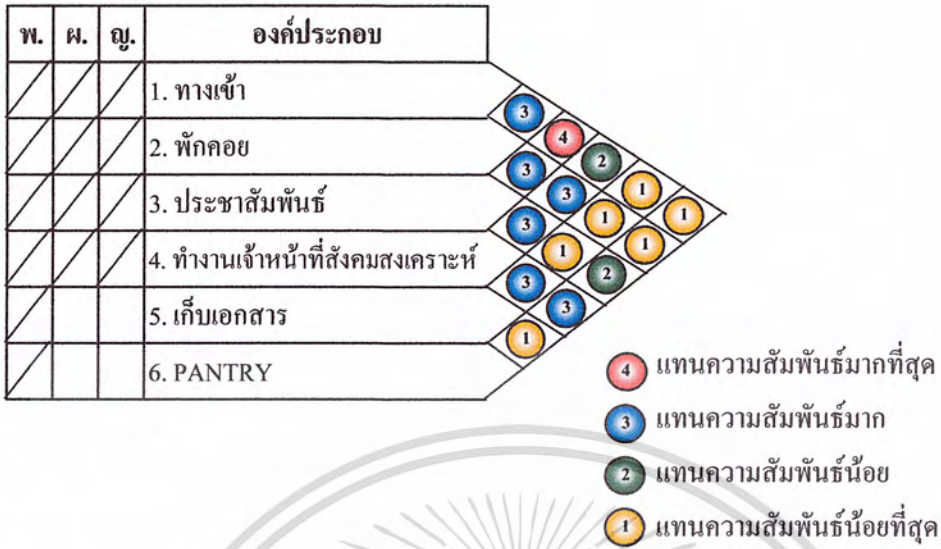 พ. ผ. ญ. องค์ประกอบ
1. ทางเข้า
3
4
2. พักคอย
2
3
3
1
3. ประชาสัมพันธ์
1
1
3
1
1
4. ทำงานเจ้าหน้าที่สังคมสงเคราะห์
2
3
3
5. เก็บเอกสาร
1
6. PANTRY
4 แทนความสัมพันธ์มากที่สุด
3 แทนความสัมพันธ์มาก
2 แทนความสัมพันธ์น้อย
1 แทนความสัมพันธ์น้อยที่สุด